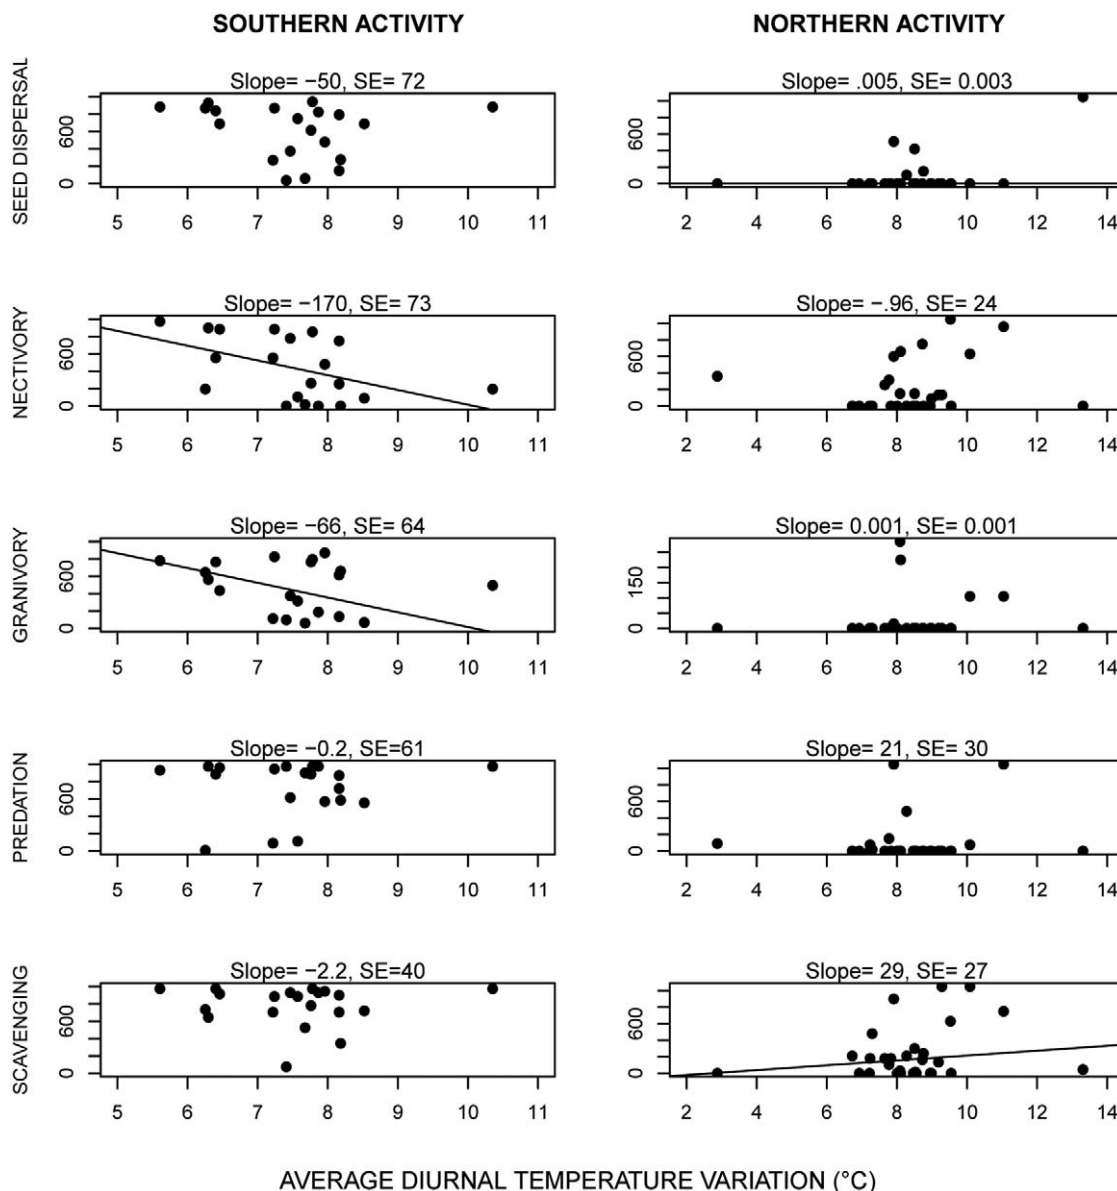 SOUTHERN ACTIVITY NORTHERN ACTIVITY
Slope= −50, SE= 72 Slope= .005, SE= 0.003
SEED DISPERSAL
600
0
600
0
5 6 7 8 9 10 11 2 4 6 8 10 12 14
Slope= −170, SE= 73 Slope= −.96, SE= 24
NECTIVORY
600
0
600
0
5 6 7 8 9 10 11 2 4 6 8 10 12 14
Slope= −66, SE= 64 Slope= 0.001, SE= 0.001
GRANIVORY
600
0
150
0
5 6 7 8 9 10 11 2 4 6 8 10 12 14
Slope= −0.2, SE=61 Slope= 21, SE= 30
PREDATION
600
0
600
0
5 6 7 8 9 10 11 2 4 6 8 10 12 14
Slope= −2.2, SE=40 Slope= 29, SE= 27
SCAVENGING
600
0
600
0
5 6 7 8 9 10 11 2 4 6 8 10 12 14
AVERAGE DIURNAL TEMPERATURE VARIATION (°C)